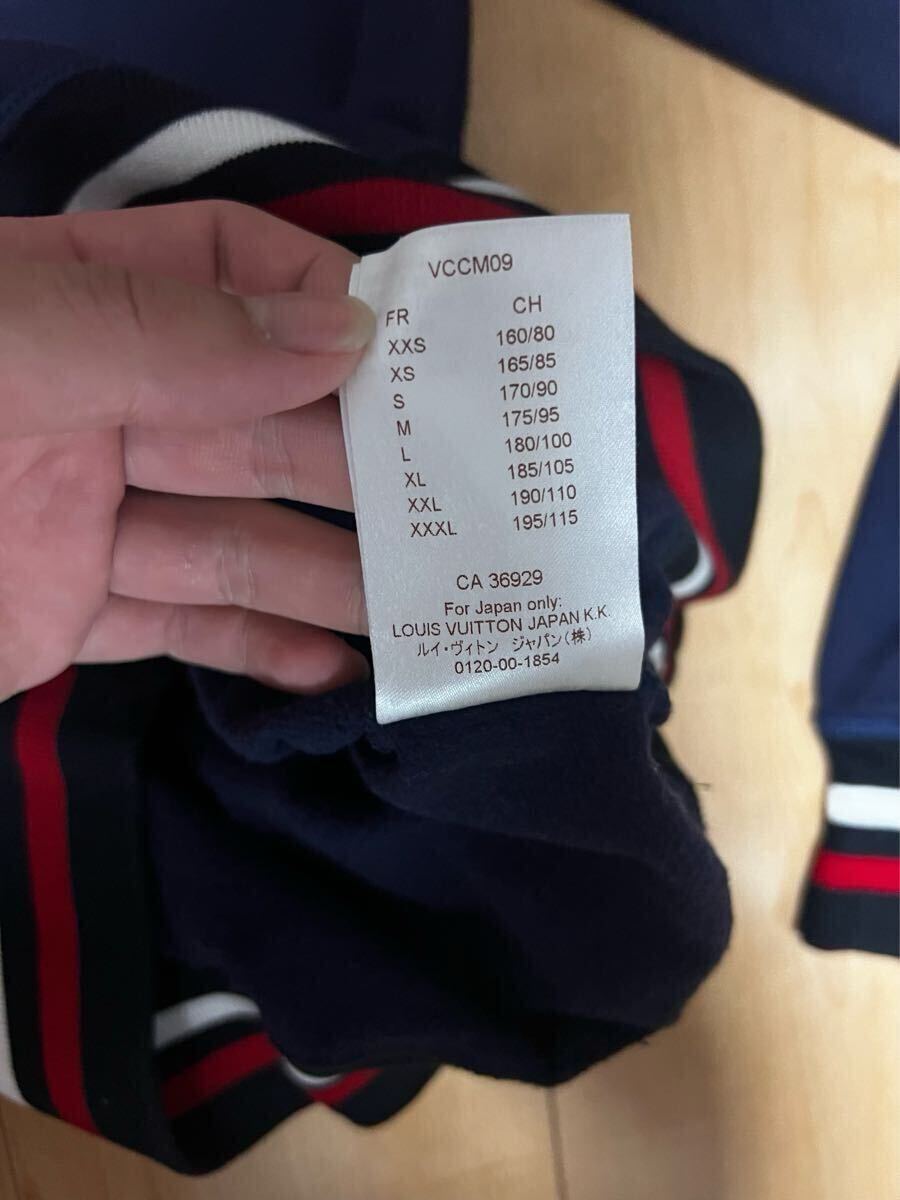 VCCM09
FR CH
XXS 160/80
XS 165/85
S 170/90
M 175/95
L 180/100
XL 185/105
XXL 190/110
XXXL 195/115
CA 36929
For Japan only:
LOUIS VUITTON JAPAN K.K.
ルイ・ヴィトン ジャパン(株)
0120-00-1854